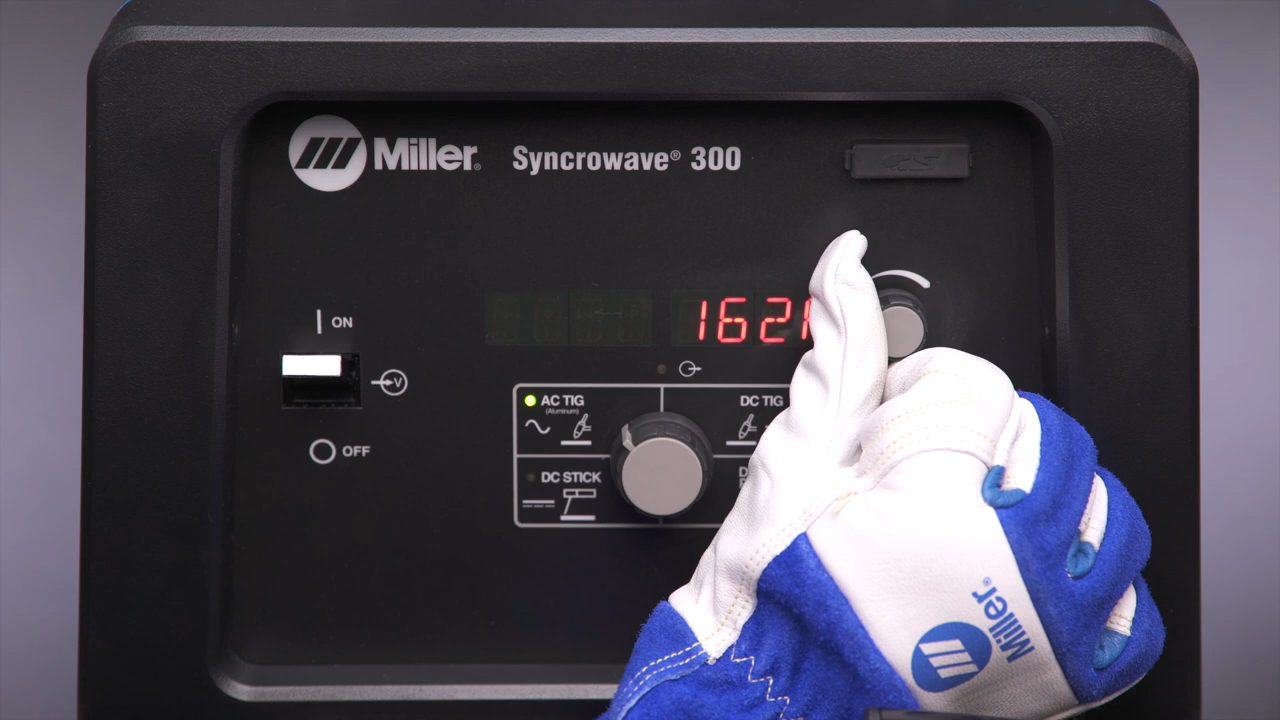 Miller® Syncrowave® 300
1621
ON
V
OFF
AC TIG
(Aluminum)
DC TIG
DC STICK
Miller®